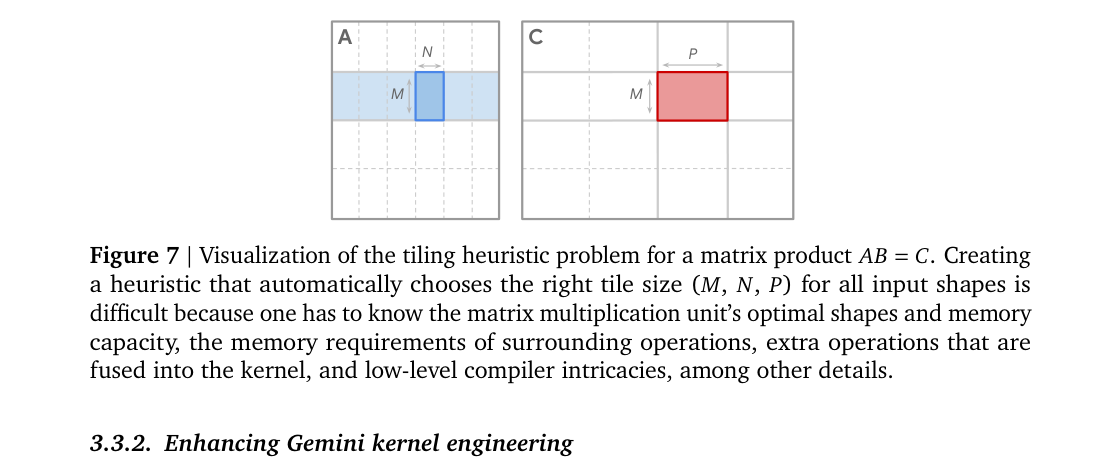 A
C
N
P
M
M
Figure 7 | Visualization of the tiling heuristic problem for a matrix product AB = C. Creating
a heuristic that automatically chooses the right tile size (M, N, P) for all input shapes is
difficult because one has to know the matrix multiplication unit’s optimal shapes and memory
capacity, the memory requirements of surrounding operations, extra operations that are
fused into the kernel, and low-level compiler intricacies, among other details.
3.3.2. Enhancing Gemini kernel engineering